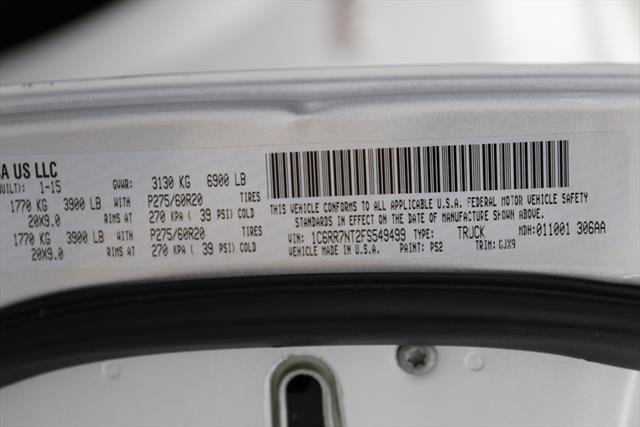 A US LLC
UILT): 1-15 GVWR: 3130 KG 6900 LB
1770 KG 3900 LB WITH P275/60R20 TIRES
20X9.0 RIMS AT 270 KPA ( 39 PSI) COLD
1770 KG 3900 LB WITH P275/60R20 TIRES
20X9.0 RIMS AT 270 KPA ( 39 PSI) COLD
THIS VEHICLE CONFORMS TO ALL APPLICABLE U.S.A. FEDERAL MOTOR VEHICLE SAFETY
STANDARDS IN EFFECT ON THE DATE OF MANUFACTURE SHOWN ABOVE.
VIN: 1C6RR7NT2FS549499 TYPE: TRUCK MDH: 011001 306AA
VEHICLE MADE IN U.S.A. PAINT: PS2 TRIM: GJX9